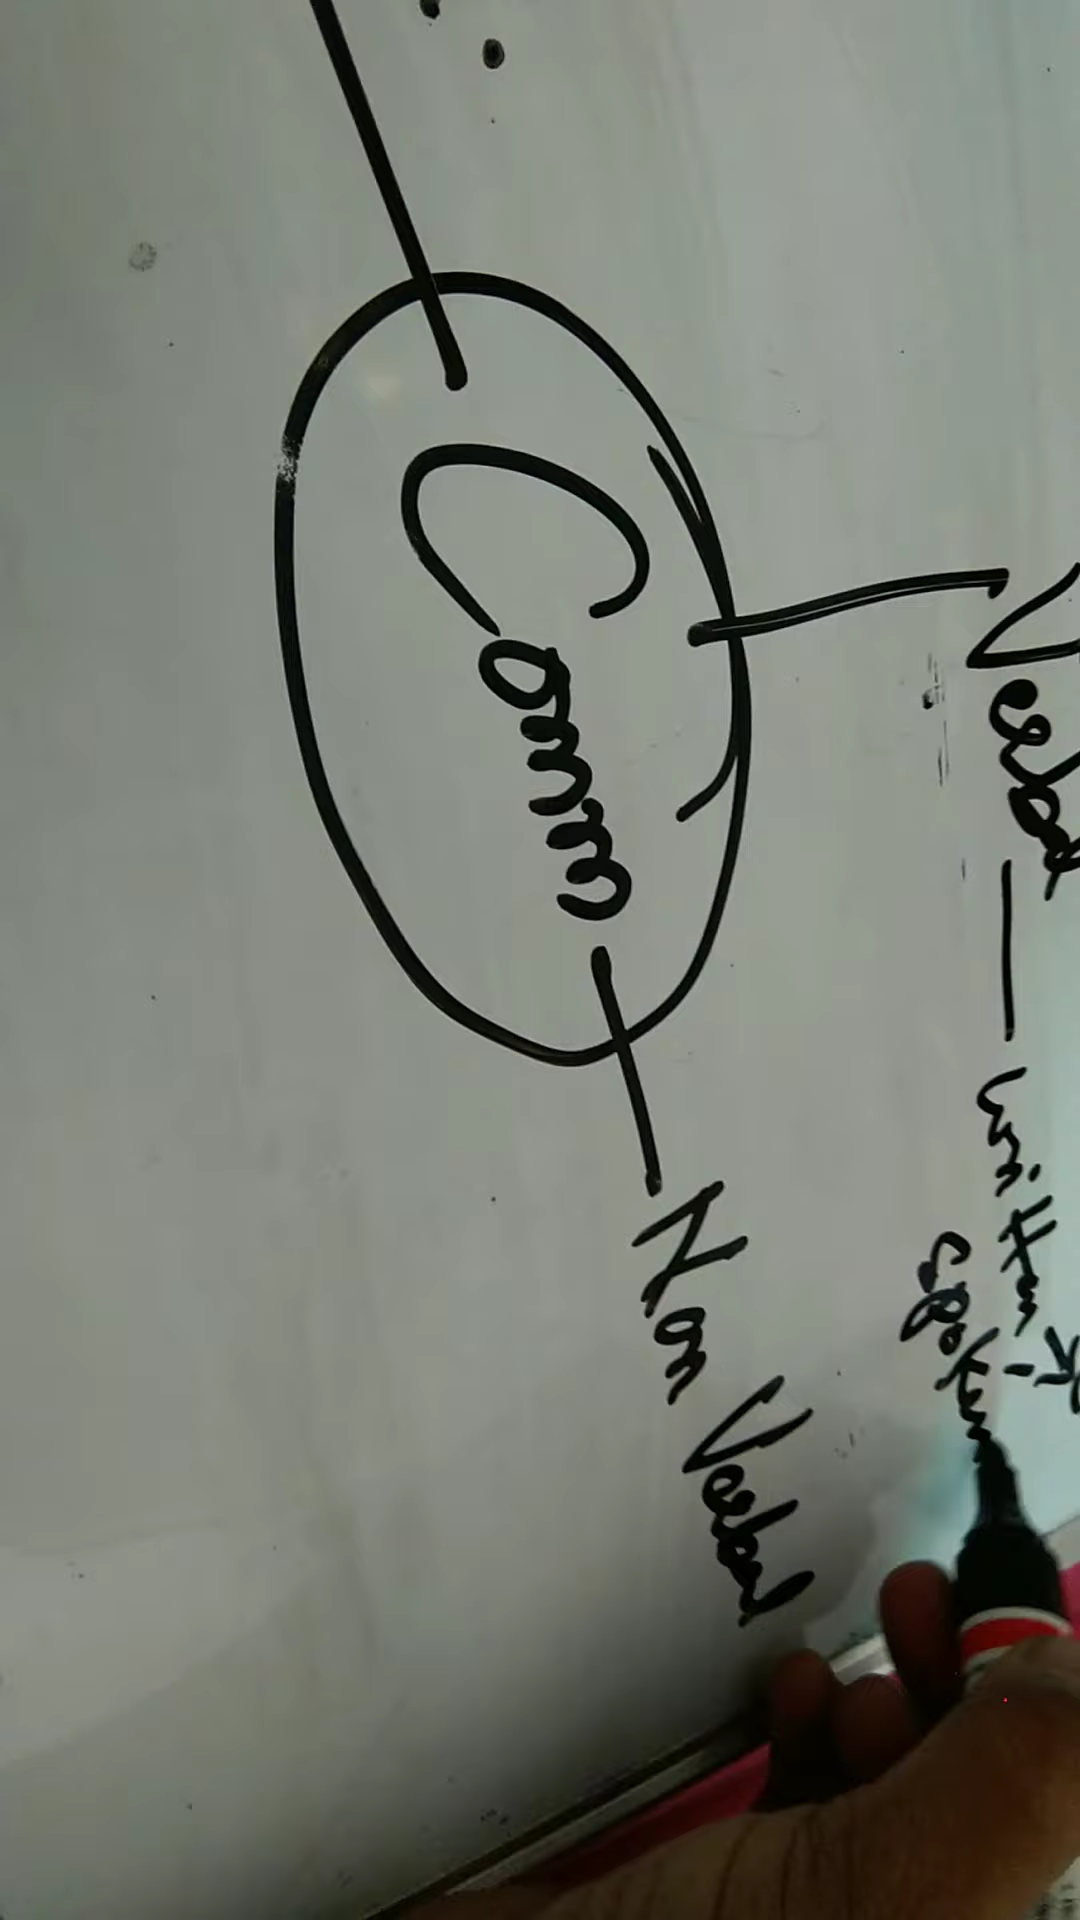 Verbal — written
spoken
Comm
Non Verbal